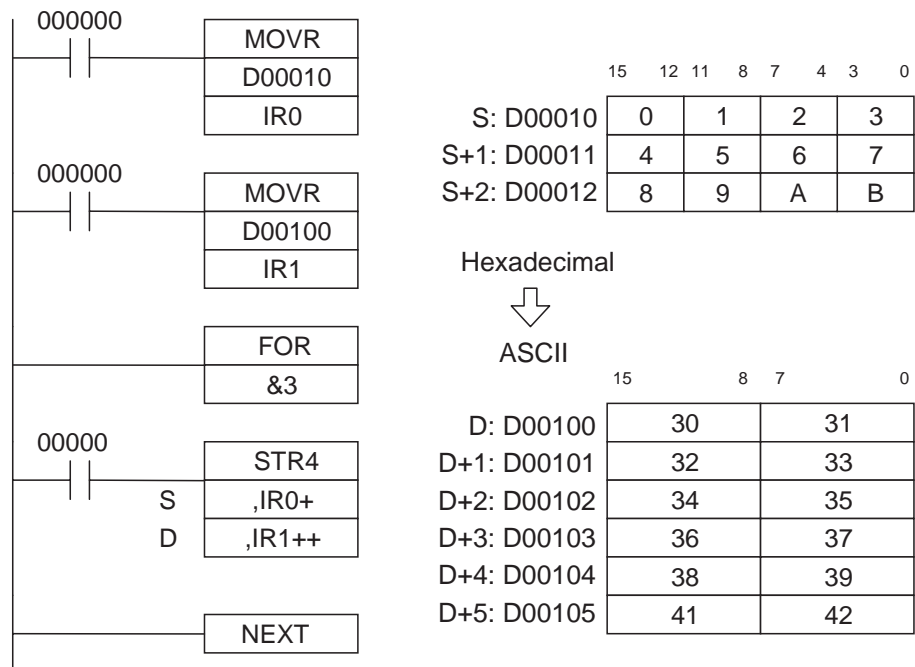 000000
MOVR
D00010
IR0
000000
MOVR
D00100
IR1
FOR
&3
00000
STR4
S ,IR0+
D ,IR1++
NEXT
15 12 11 8 7 4 3 0
S: D00010 0 1 2 3
S+1: D00011 4 5 6 7
S+2: D00012 8 9 A B
Hexadecimal
ASCII
15 8 7 0
D: D00100 30 31
D+1: D00101 32 33
D+2: D00102 34 35
D+3: D00103 36 37
D+4: D00104 38 39
D+5: D00105 41 42